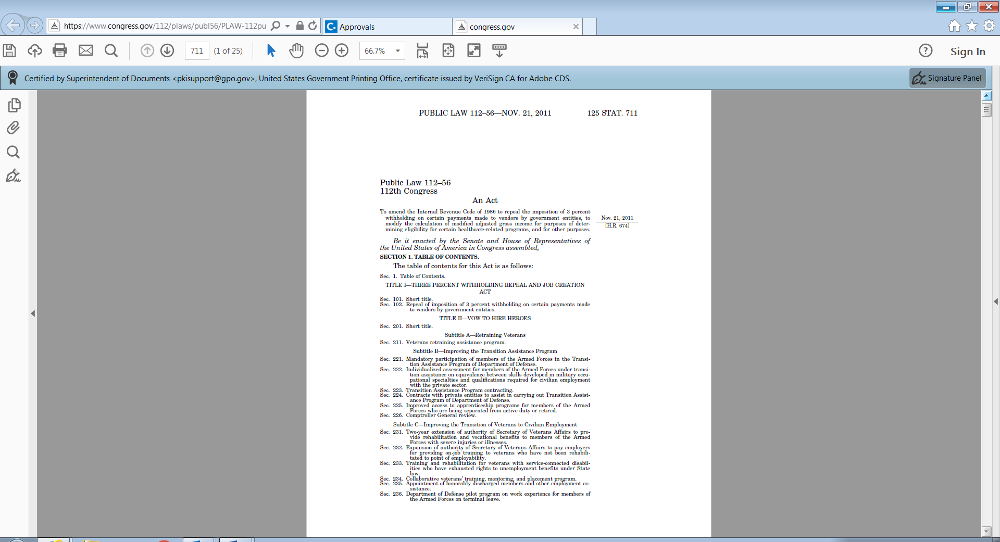 https://www.congress.gov/112/plaws/publ56/PLAW-112pu
Approvals
congress.gov
711
(1 of 25)
66.7%
Sign In
Certified by Superintendent of Documents <pkisupport@gpo.gov>, United States Government Printing Office, certificate issued by VeriSign CA for Adobe CDS.
Signature Panel
PUBLIC LAW 112–56—NOV. 21, 2011
125 STAT. 711
Public Law 112–56
112th Congress
An Act
To amend the Internal Revenue Code of 1986 to repeal the imposition of 3 percent
withholding on certain payments made to vendors by government entities, to
modify the calculation of modified adjusted gross income for purposes of deter-
mining eligibility for certain healthcare-related programs, and for other purposes.
Nov. 21, 2011
[H.R. 674]
Be it enacted by the Senate and House of Representatives of
the United States of America in Congress assembled,
SECTION 1. TABLE OF CONTENTS.
The table of contents for this Act is as follows:
Sec. 1. Table of Contents.
TITLE I—THREE PERCENT WITHHOLDING REPEAL AND JOB CREATION
ACT
Sec. 101. Short title.
Sec. 102. Repeal of imposition of 3 percent withholding on certain payments made
to vendors by government entities.
TITLE II—VOW TO HIRE HEROES
Sec. 201. Short title.
Subtitle A—Retraining Veterans
Sec. 211. Veterans retraining assistance program.
Subtitle B—Improving the Transition Assistance Program
Sec. 221. Mandatory participation of members of the Armed Forces in the Transi-
tion Assistance Program of Department of Defense.
Sec. 222. Individualized assessment for members of the Armed Forces under transi-
tion assistance on equivalence between skills developed in military occu-
pational specialties and qualifications required for civilian employment
with the private sector.
Sec. 223. Transition Assistance Program contracting.
Sec. 224. Contracts with private entities to assist in carrying out Transition Assist-
ance Program of Department of Defense.
Sec. 225. Improved access to apprenticeship programs for members of the Armed
Forces who are being separated from active duty or retired.
Sec. 226. Comptroller General review.
Subtitle C—Improving the Transition of Veterans to Civilian Employment
Sec. 231. Two-year extension of authority of Secretary of Veterans Affairs to pro-
vide rehabilitation and vocational benefits to members of the Armed
Forces with severe injuries or illnesses.
Sec. 232. Expansion of authority of Secretary of Veterans Affairs to pay employers
for providing on-job training to veterans who have not been rehabili-
tated to point of employability.
Sec. 233. Training and rehabilitation for veterans with service-connected disabil-
ities who have exhausted rights to unemployment benefits under State
law.
Sec. 234. Collaborative veterans' training, mentoring, and placement program.
Sec. 235. Appointment of honorably discharged members and other employment as-
sistance.
Sec. 236. Department of Defense pilot program on work experience for members of
the Armed Forces on terminal leave.